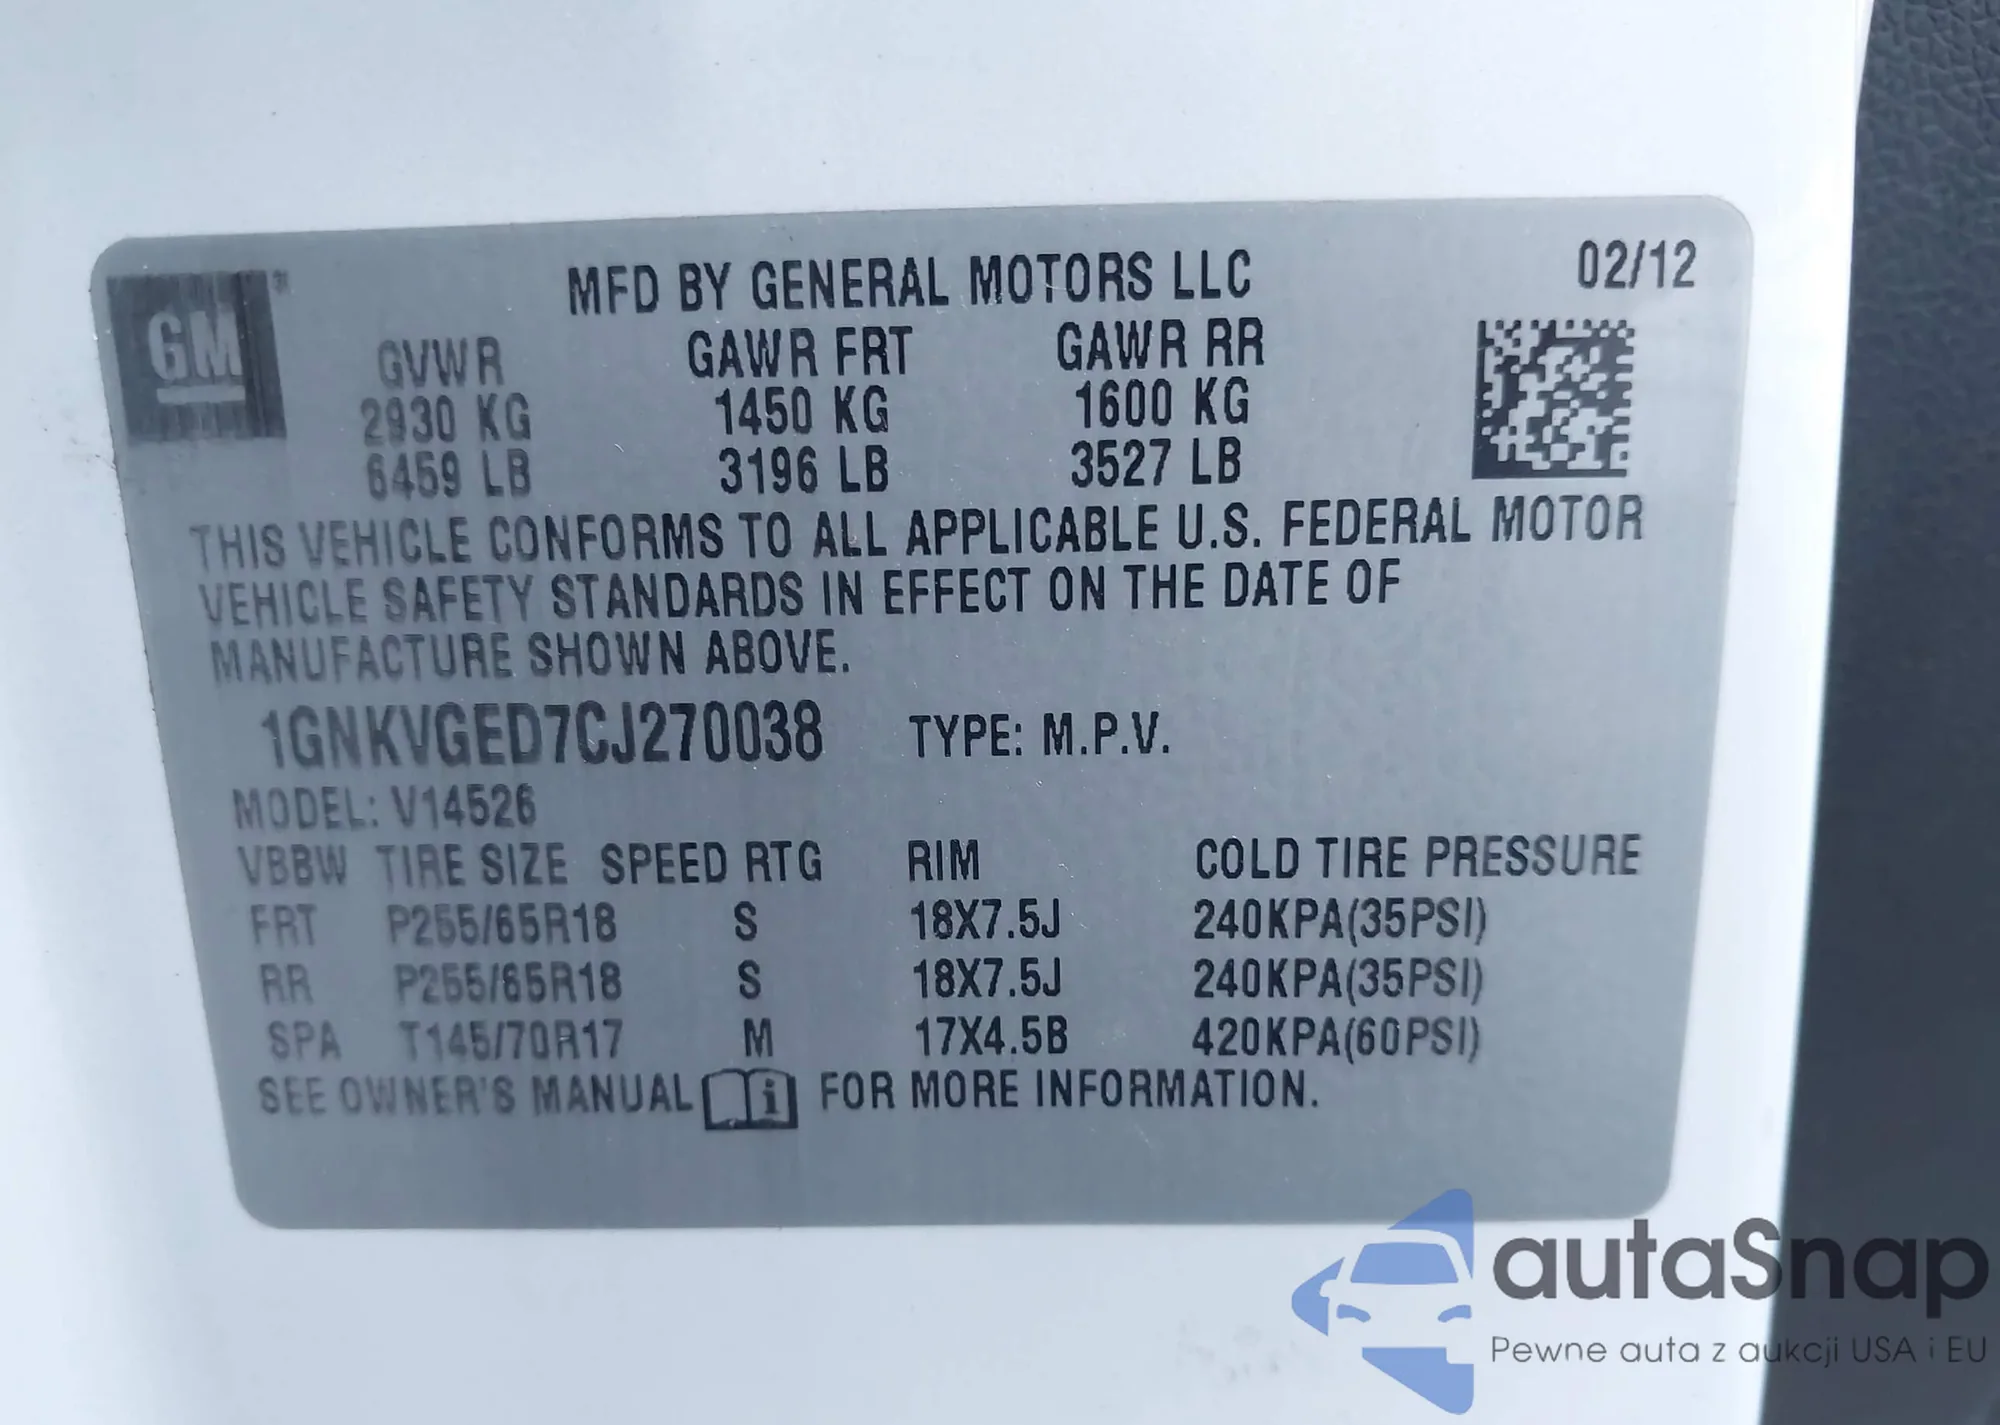 MFD BY GENERAL MOTORS LLC 02/12
GM
GVWR GAWR FRT GAWR RR
2930 KG 1450 KG 1600 KG
6459 LB 3196 LB 3527 LB
THIS VEHICLE CONFORMS TO ALL APPLICABLE U.S. FEDERAL MOTOR
VEHICLE SAFETY STANDARDS IN EFFECT ON THE DATE OF
MANUFACTURE SHOWN ABOVE.
1GNKVGED7CJ270038 TYPE: M.P.V.
MODEL: V14526
VBBW TIRE SIZE SPEED RTG RIM COLD TIRE PRESSURE
FRT P255/65R18 S 18X7.5J 240KPA(35PSI)
RR P255/65R18 S 18X7.5J 240KPA(35PSI)
SPA T145/70R17 M 17X4.5B 420KPA(60PSI)
SEE OWNER'S MANUAL i FOR MORE INFORMATION.
autaSnap
Pewne auta z aukcji USA i EU